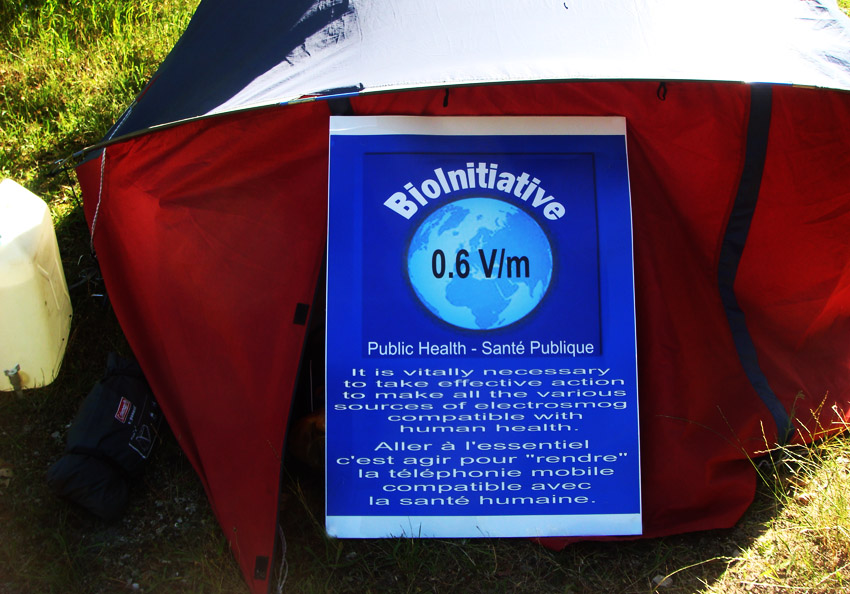 BioInitiative
0.6 V/m
Public Health - Santé Publique
It is vitally necessary
to take effective action
to make all the various
sources of electrosmog
compatible with
human health.
Aller à l'essentiel
c'est agir pour "rendre"
la téléphonie mobile
compatible avec
la santé humaine.
Coleman